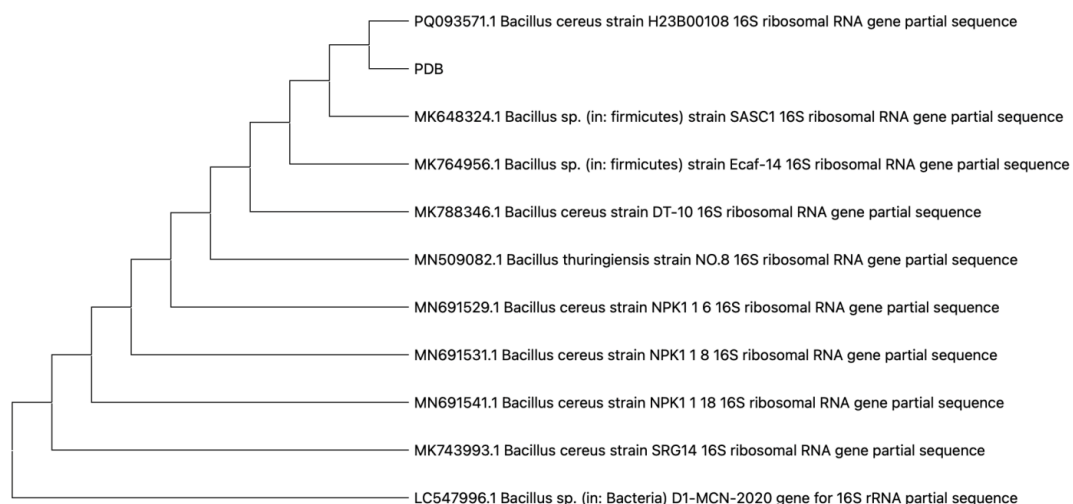 PQ093571.1 Bacillus cereus strain H23B00108 16S ribosomal RNA gene partial sequence
PDB
MK648324.1 Bacillus sp. (in: firmicutes) strain SASC1 16S ribosomal RNA gene partial sequence
MK764956.1 Bacillus sp. (in: firmicutes) strain Ecaf-14 16S ribosomal RNA gene partial sequence
MK788346.1 Bacillus cereus strain DT-10 16S ribosomal RNA gene partial sequence
MN509082.1 Bacillus thuringiensis strain NO.8 16S ribosomal RNA gene partial sequence
MN691529.1 Bacillus cereus strain NPK1 1 6 16S ribosomal RNA gene partial sequence
MN691531.1 Bacillus cereus strain NPK1 1 8 16S ribosomal RNA gene partial sequence
MN691541.1 Bacillus cereus strain NPK1 1 18 16S ribosomal RNA gene partial sequence
MK743993.1 Bacillus cereus strain SRG14 16S ribosomal RNA gene partial sequence
LC547996.1 Bacillus sp. (in: Bacteria) D1-MCN-2020 gene for 16S rRNA partial sequence